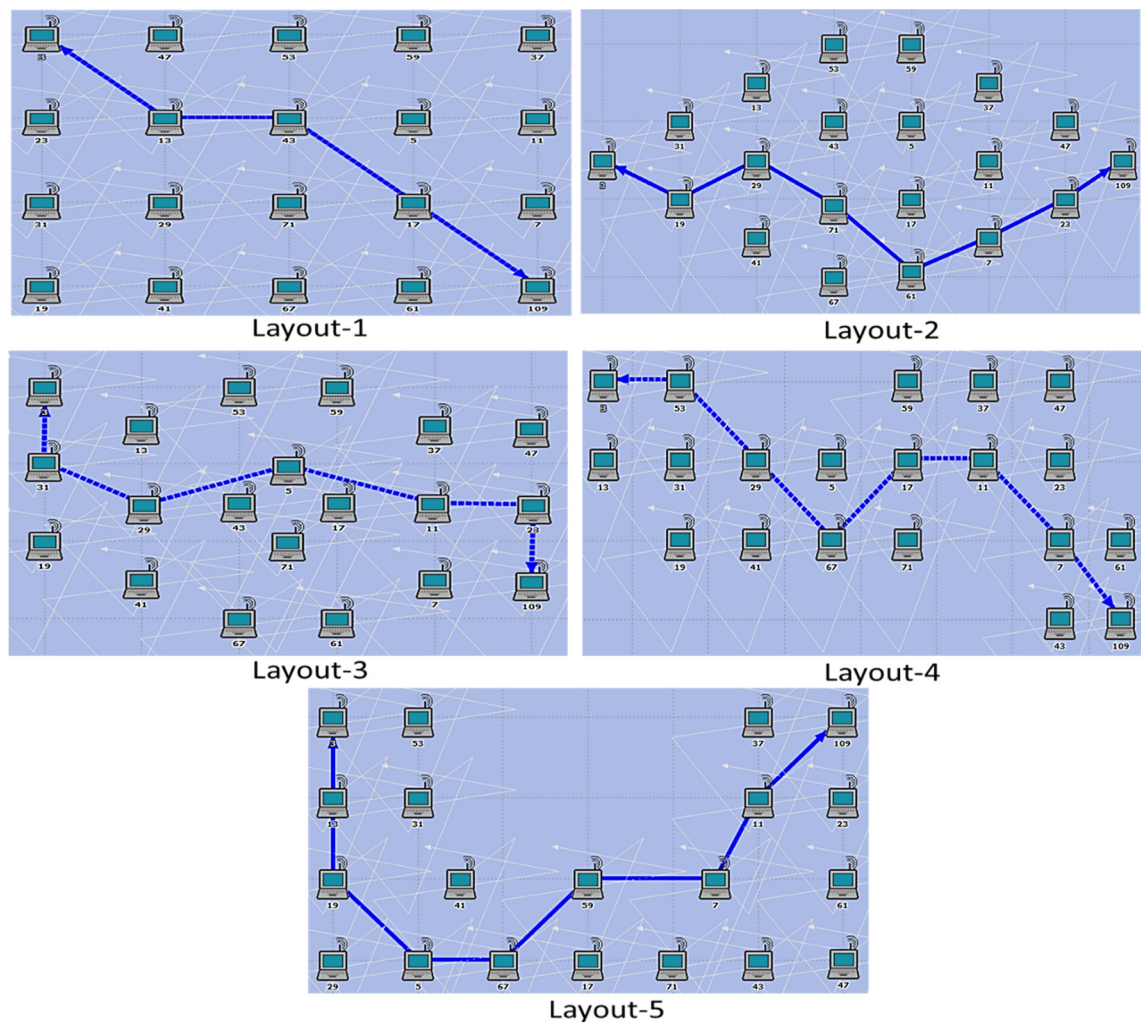 3 47 53 59 37
23 13 43 5 11
31 29 71 17 7
19 41 67 61 109
Layout-1
53 59
13 37
31 43 5 47
3 29 11 109
19 71 17 23
41 7
67 61
Layout-2
3 53 59
13 37 47
31 5
29 43 17 11 23
19 71
41 7 109
67 61
Layout-3
3 53 59 37 47
13 31 29 5 17 11 23
19 41 67 71 7 61
43 109
Layout-4
3 53 37 109
13 31 11 23
19 41 59 7 61
29 5 67 17 71 43 47
Layout-5